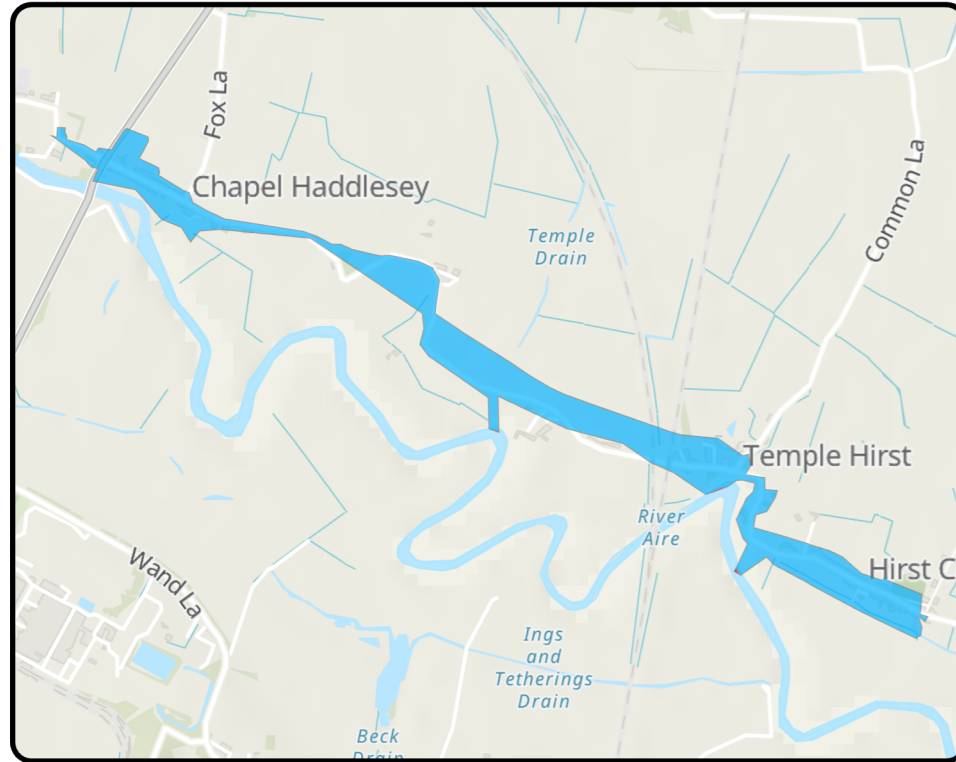 Fox La
Chapel Haddlesey
Common La
Temple
Drain
Temple Hirst
River
Aire
Hirst C
Wand La
Ings
and
Tetherings
Drain
Beck
Drain